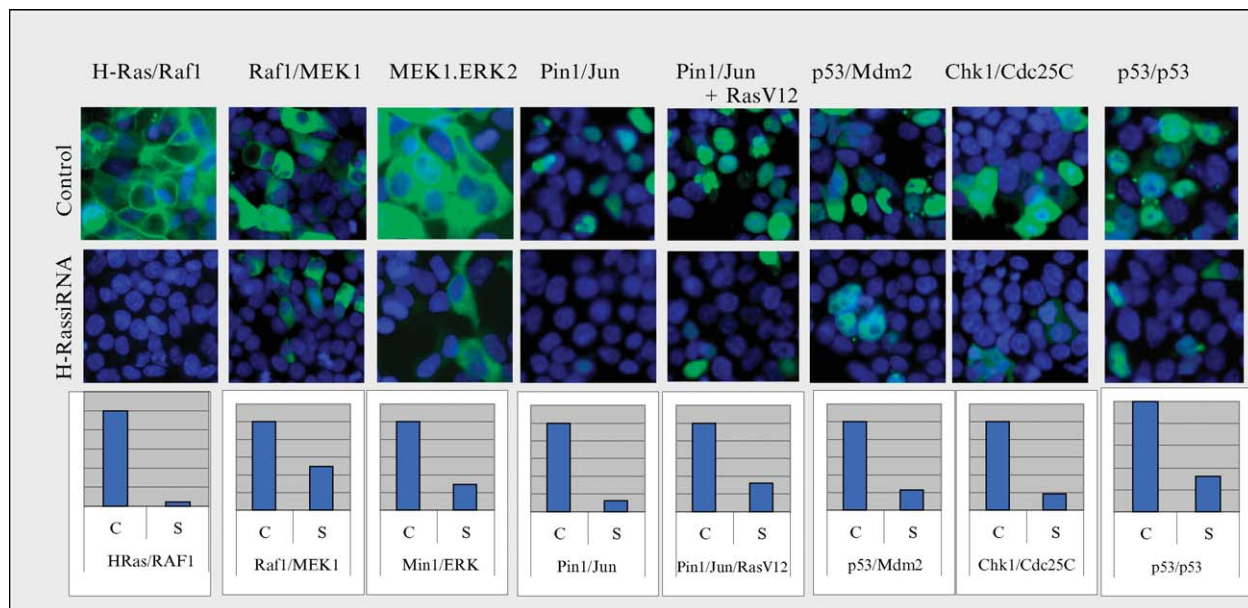 H-Ras/Raf1
Raf1/MEK1
MEK1.ERK2
Pin1/Jun
Pin1/Jun
+ RasV12
p53/Mdm2
Chk1/Cdc25C
p53/p53
Control
H-RassiRNA
C S
HRas/RAF1
C S
Raf1/MEK1
C S
Min1/ERK
C S
Pin1/Jun
C S
Pin1/Jun/RasV12
C S
p53/Mdm2
C S
Chk1/Cdc25C
C S
p53/p53